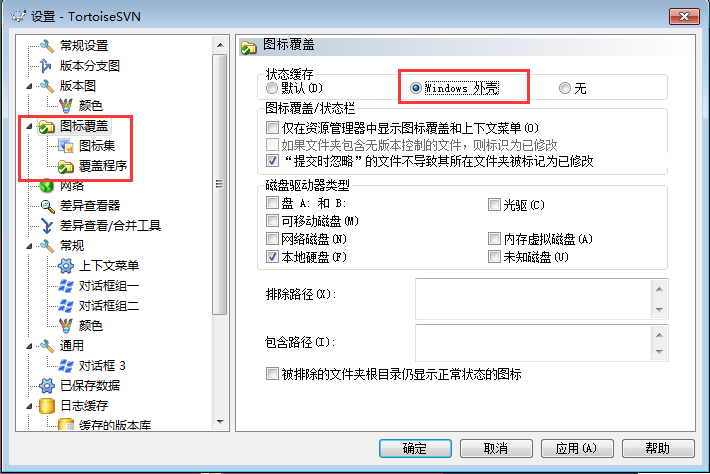 设置 - TortoiseSVN
常规设置
版本分支图
版本图
颜色
图标覆盖
图标集
覆盖程序
网络
差异查看器
差异查看/合并工具
常规
上下文菜单
对话框组一
对话框组二
颜色
通用
对话框 3
已保存数据
日志缓存
缓存的版本库
图标覆盖
状态缓存
默认(D)
Windows 外壳
无
图标覆盖/状态栏
仅在资源管理器中显示图标覆盖和上下文菜单(O)
如果文件夹包含无版本控制的文件，则标识为已修改
“提交时忽略”的文件不导致其所在文件夹被标记为已修改
磁盘驱动器类型
盘 A: 和 B:
光驱(C)
可移动磁盘(M)
网络磁盘(N)
内存虚拟磁盘(A)
本地硬盘(F)
未知磁盘(U)
排除路径(X):
包含路径(I):
被排除的文件夹根目录仍显示正常状态的图标
确定
取消
应用(A)
帮助